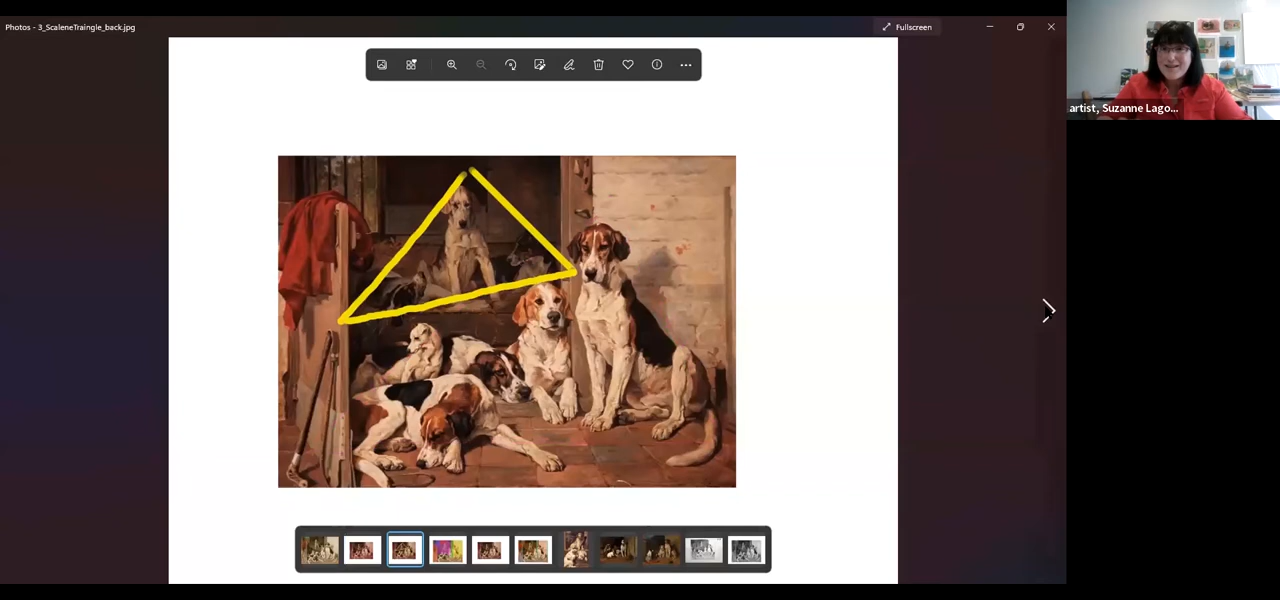 Photos - 3_ScaleneTraingle_back.jpg
Fullscreen
artist, Suzanne Lago...